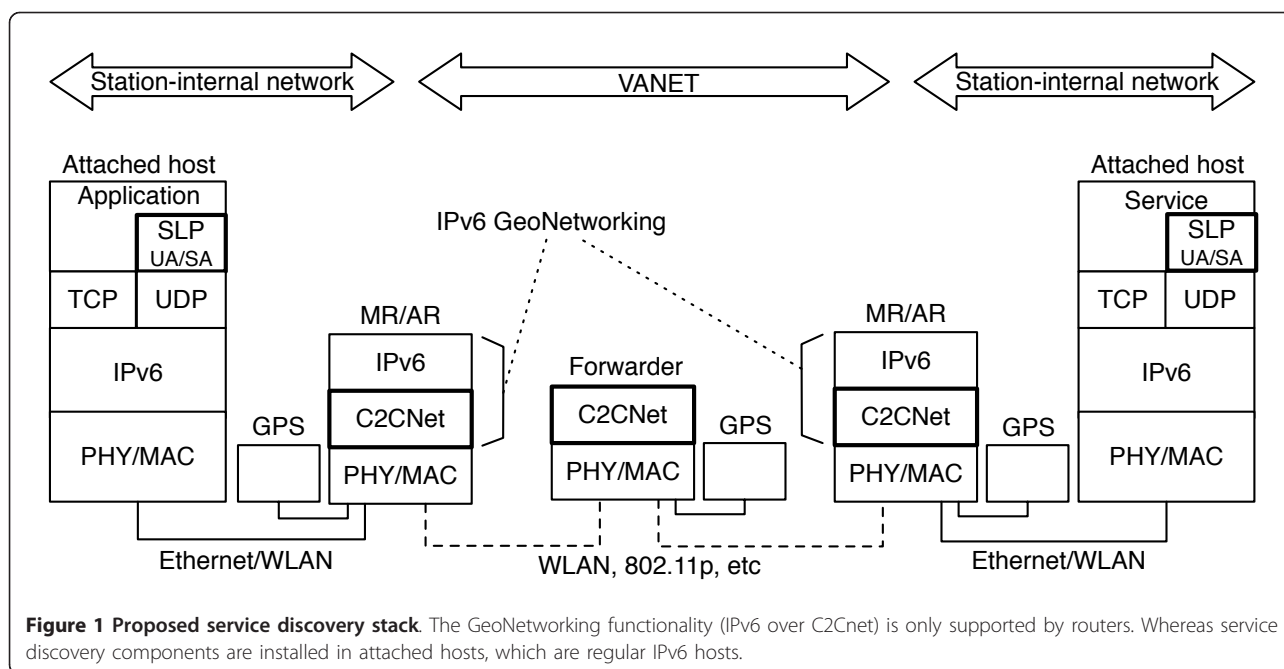 Station-internal network
VANET
Station-internal network
Attached host
Application
SLP
UA/SA
TCP
UDP
IPv6
PHY/MAC
GPS
MR/AR
IPv6
C2CNet
PHY/MAC
IPv6 GeoNetworking
Forwarder
C2CNet
PHY/MAC
GPS
MR/AR
IPv6
C2CNet
PHY/MAC
GPS
Attached host
Service
SLP
UA/SA
TCP
UDP
IPv6
PHY/MAC
Ethernet/WLAN
WLAN, 802.11p, etc
Ethernet/WLAN
Figure 1 Proposed service discovery stack. The GeoNetworking functionality (IPv6 over C2Cnet) is only supported by routers. Whereas service
discovery components are installed in attached hosts, which are regular IPv6 hosts.